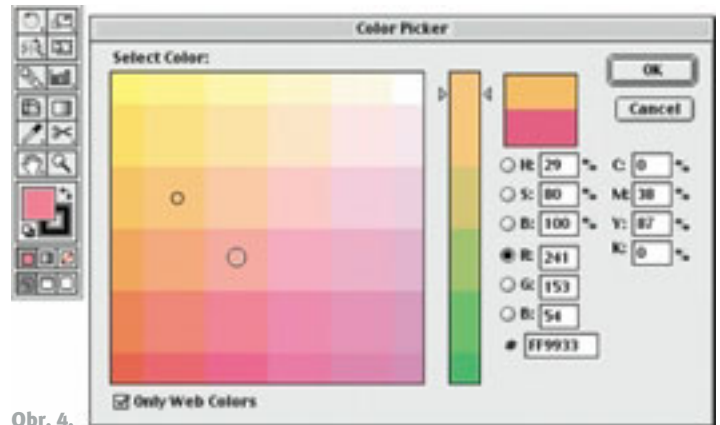 Color Picker
Select Color:
OK
Cancel
H: 29 %
S: 80 %
B: 100 %
R: 241
G: 153
B: 54
# FF9933
C: 0 %
M: 38 %
Y: 87 %
K: 0 %
Only Web Colors
Obr. 4.